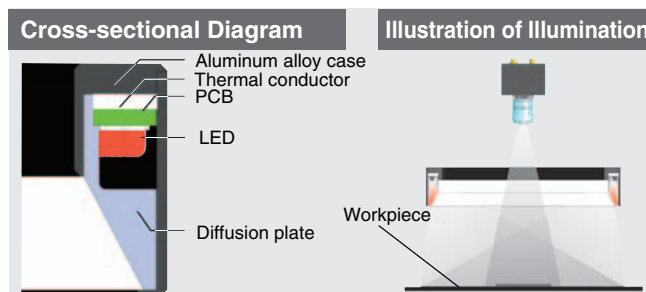 Cross-sectional Diagram
Aluminum alloy case
Thermal conductor
PCB
LED
Diffusion plate
Illustration of Illumination
Workpiece